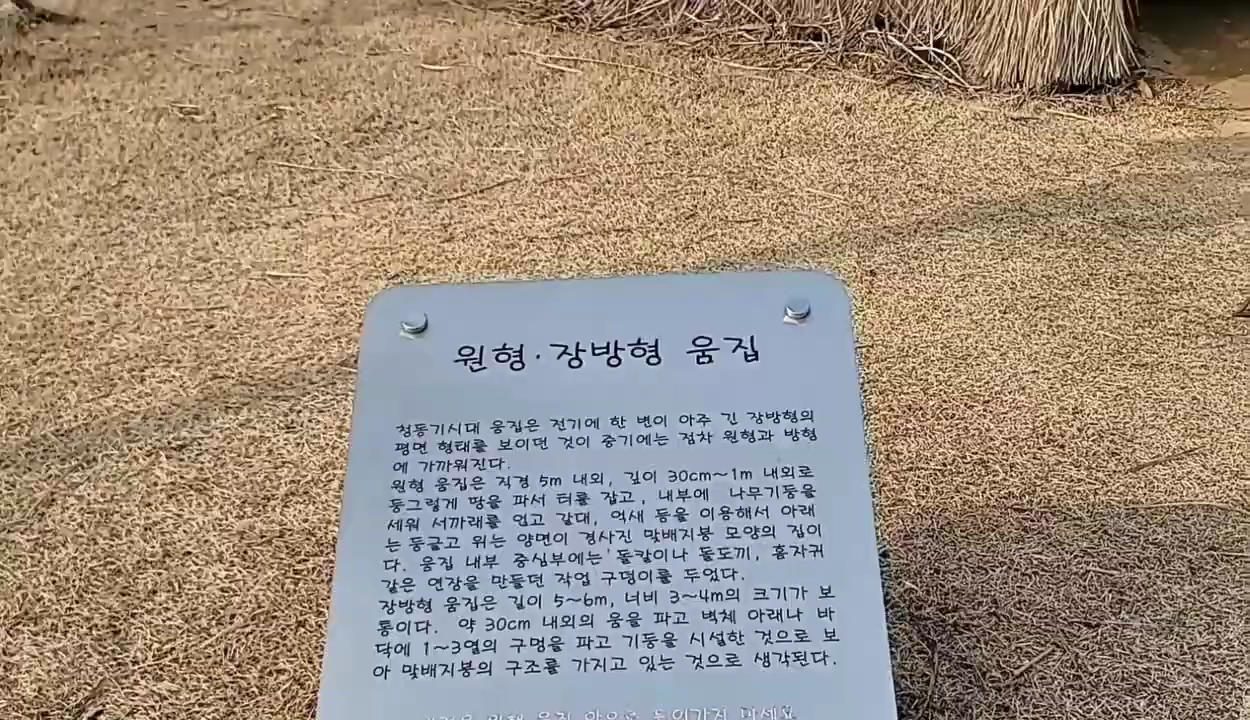 원형·장방형 움집
청동기시대 움집은 전기에 한 변이 아주 긴 장방형의
평면 형태를 보이던 것이 중기에는 점차 원형과 방형
에 가까워진다.
원형 움집은 직경 5m 내외, 깊이 30cm~1m 내외로
둥그렇게 땅을 파서 터를 잡고, 내부에 나무기둥을
세워 서까래를 얹고 갈대, 억새 등을 이용해서 아래
는 둥글고 위는 양면이 경사진 맞배지붕 모양의 집이
다. 움집 내부 중심부에는 돌칼이나 돌도끼, 홈자귀
같은 연장을 만들던 작업 구덩이를 두었다.
장방형 움집은 길이 5~6m, 너비 3~4m의 크기가 보
통이다. 약 30cm 내외의 움을 파고 벽체 아래나 바
닥에 1~3열의 구멍을 파고 기둥을 시설한 것으로 보
아 맞배지붕의 구조를 가지고 있는 것으로 생각된다.
움집 안으로 들어가지 마세요